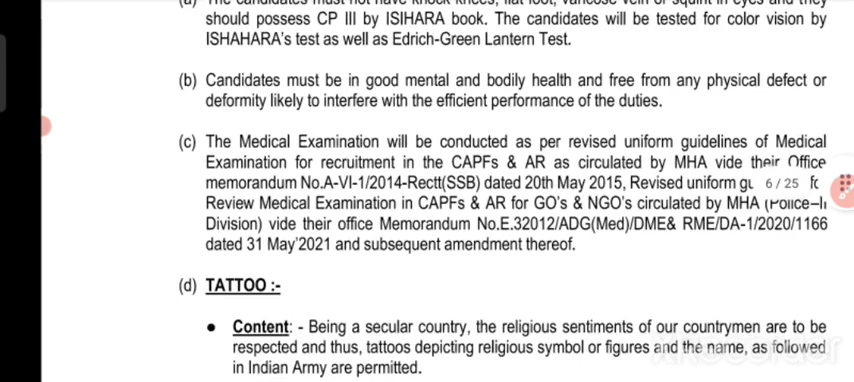 should possess CP III by ISIHARA book. The candidates will be tested for color vision by
ISHAHARA's test as well as Edrich-Green Lantern Test.
(b) Candidates must be in good mental and bodily health and free from any physical defect or
deformity likely to interfere with the efficient performance of the duties.
(c) The Medical Examination will be conducted as per revised uniform guidelines of Medical
Examination for recruitment in the CAPFs & AR as circulated by MHA vide their Office
memorandum No.A-VI-1/2014-Rectt(SSB) dated 20th May 2015, Revised uniform 6 / 25
Review Medical Examination in CAPFs & AR for GO's & NGO's circulated by MHA
Division) vide their office Memorandum No.E.32012/ADG(Med)/DME& RME/DA-1/2020/1166
dated 31 May'2021 and subsequent amendment thereof.
(d) TATTOO :-
• Content: - Being a secular country, the religious sentiments of our countrymen are to be
respected and thus, tattoos depicting religious symbol or figures and the name, as followed
in Indian Army are permitted.